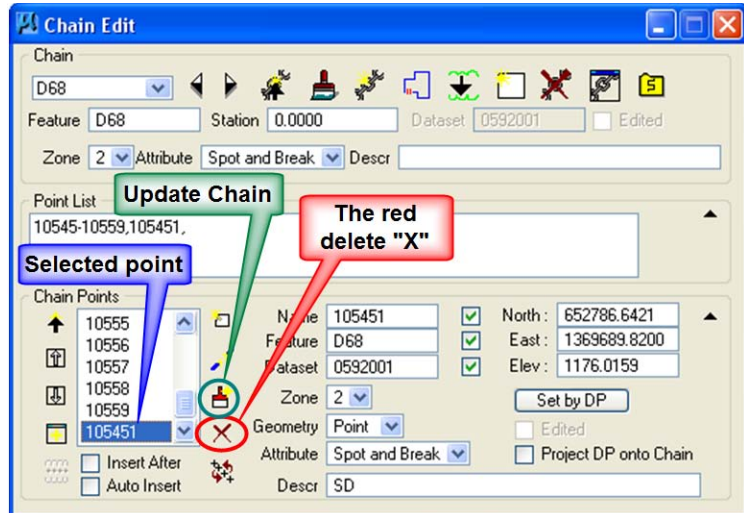 Chain Edit
Chain
D68
Feature D68 Station 0.0000 Dataset 0592001 Edited
Zone 2 Attribute Spot and Break Descr
Point List
10545-10559,105451,
Update Chain
The red
delete "X"
Selected point
Chain Points
10555
10556
10557
10558
10559
105451
Insert After
Auto Insert
Name 105451
Feature D68
Dataset 0592001
Zone 2
Geometry Point
Attribute Spot and Break
Descr SD
North : 652786.6421
East : 1369689.8200
Elev : 1176.0159
Set by DP
Edited
Project DP onto Chain